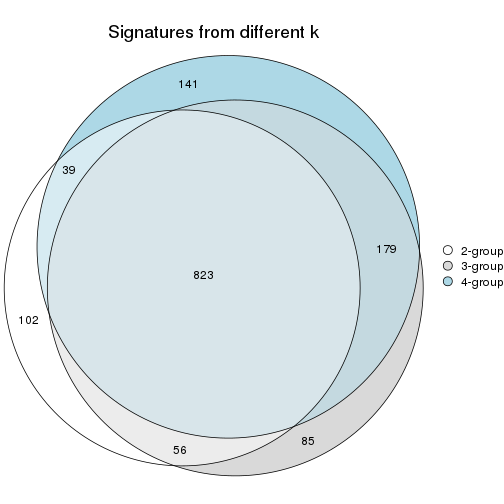 Signatures from different k
141
39
179
2-group
3-group
4-group
823
102
85
56